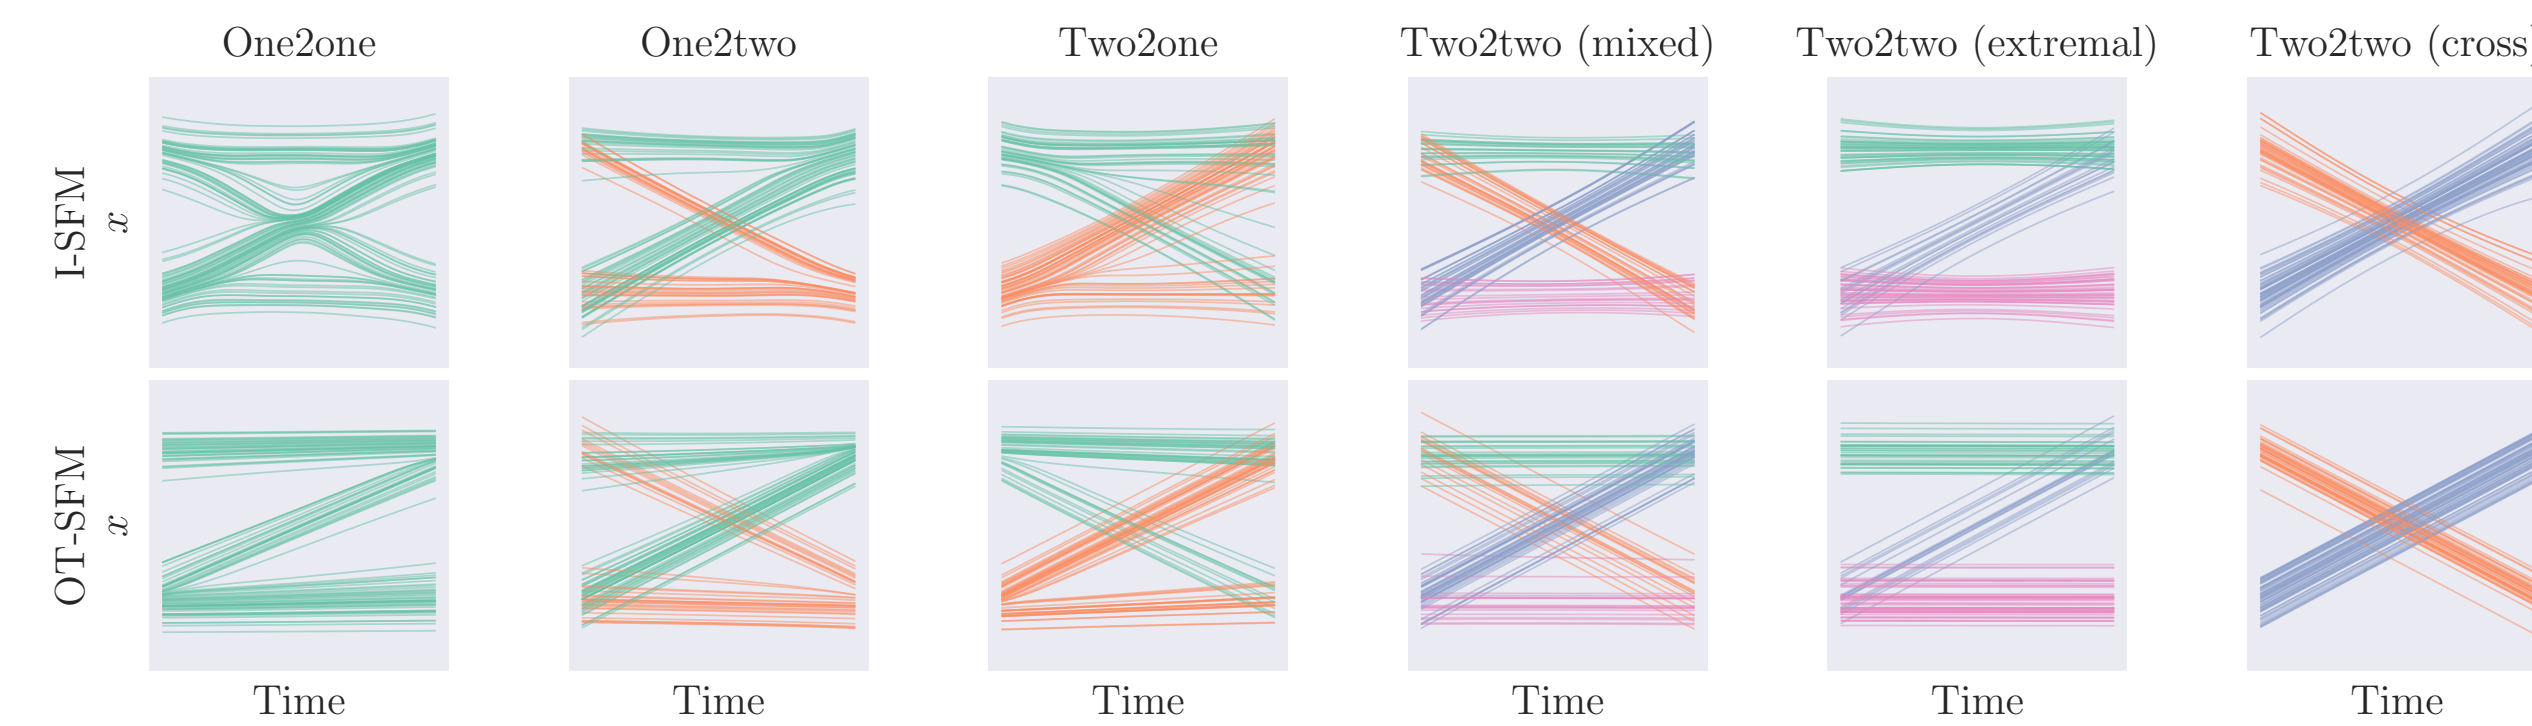 One2one One2two Two2one Two2two (mixed) Two2two (extremal) Two2two (cross)
I-SFM
x
OT-SFM
x
Time Time Time Time Time Time